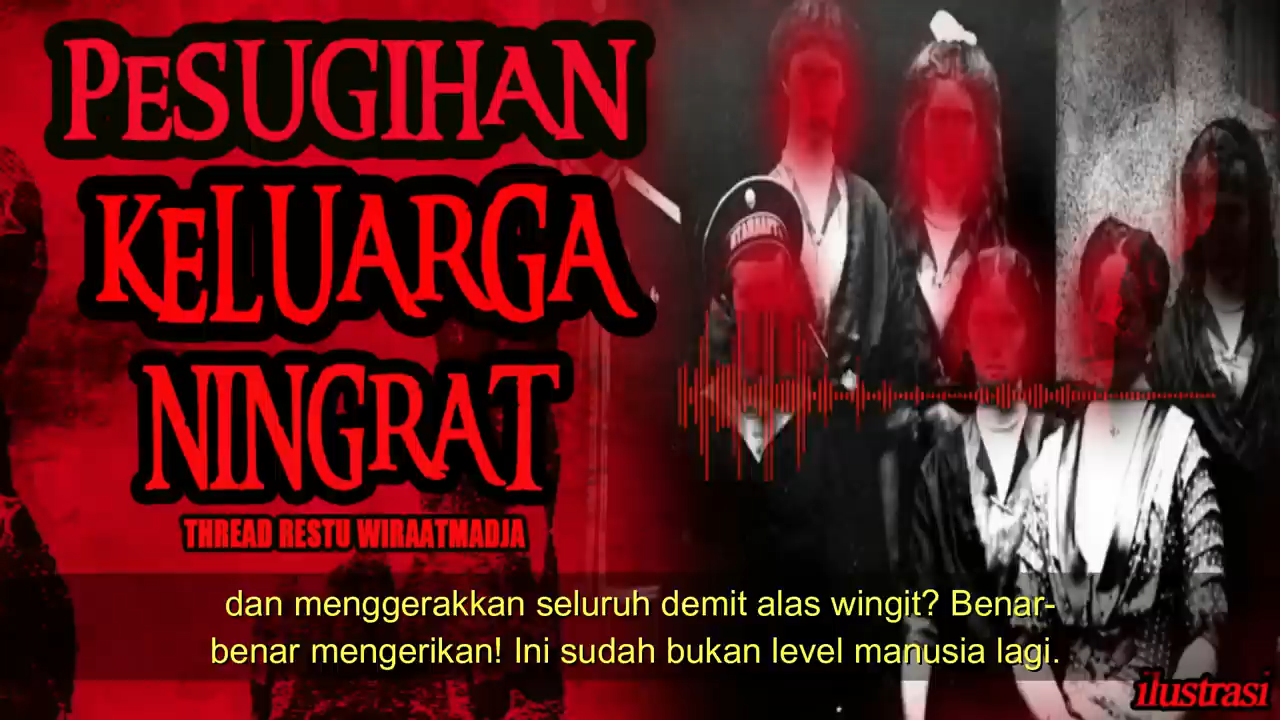 PESUGIHAN
KELUARGA
NINGRAT
THREAD RESTU WIRAATMADJA
dan menggerakkan seluruh demit alas wingit? Benar-
benar mengerikan! Ini sudah bukan level manusia lagi.
ilustrasi